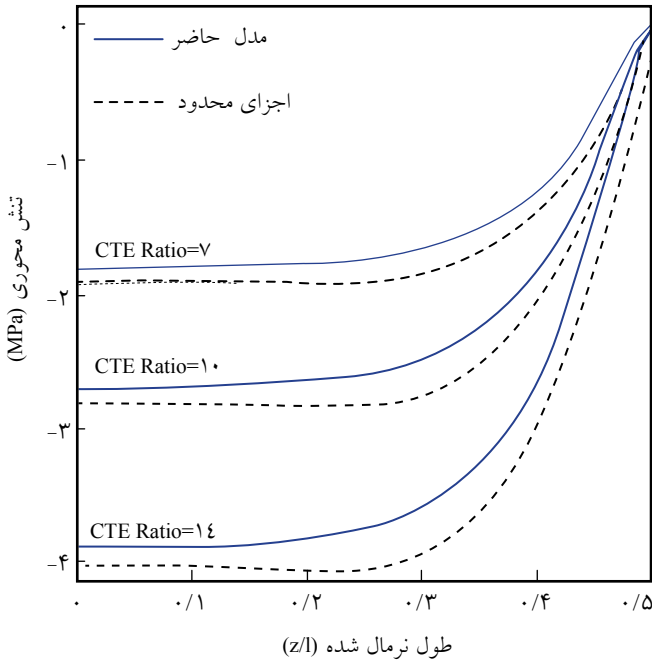 ۰
مدل حاضر
اجزای محدود
-۱
CTE Ratio=۷
-۲
CTE Ratio=۱۰
-۳
CTE Ratio=۱٤
-۴
تنش محوری (MPa)
۰ ۰/۱ ۰/۲ ۰/۳ ۰/۴ ۰/۵
طول نرمال شده (z/l)